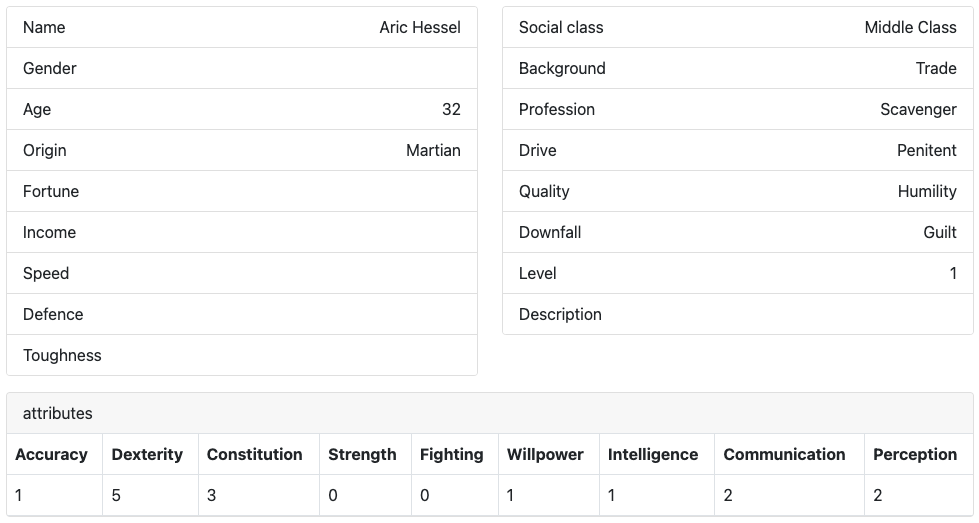 Name Aric Hessel
Gender
Age 32
Origin Martian
Fortune
Income
Speed
Defence
Toughness
Social class Middle Class
Background Trade
Profession Scavenger
Drive Penitent
Quality Humility
Downfall Guilt
Level 1
Description
attributes
Accuracy Dexterity Constitution Strength Fighting Willpower Intelligence Communication Perception
1 5 3 0 0 1 1 2 2